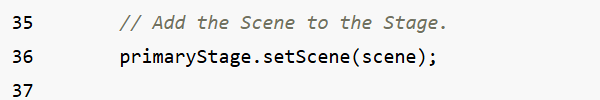 35 // Add the Scene to the Stage.
36 primaryStage.setScene(scene);
37